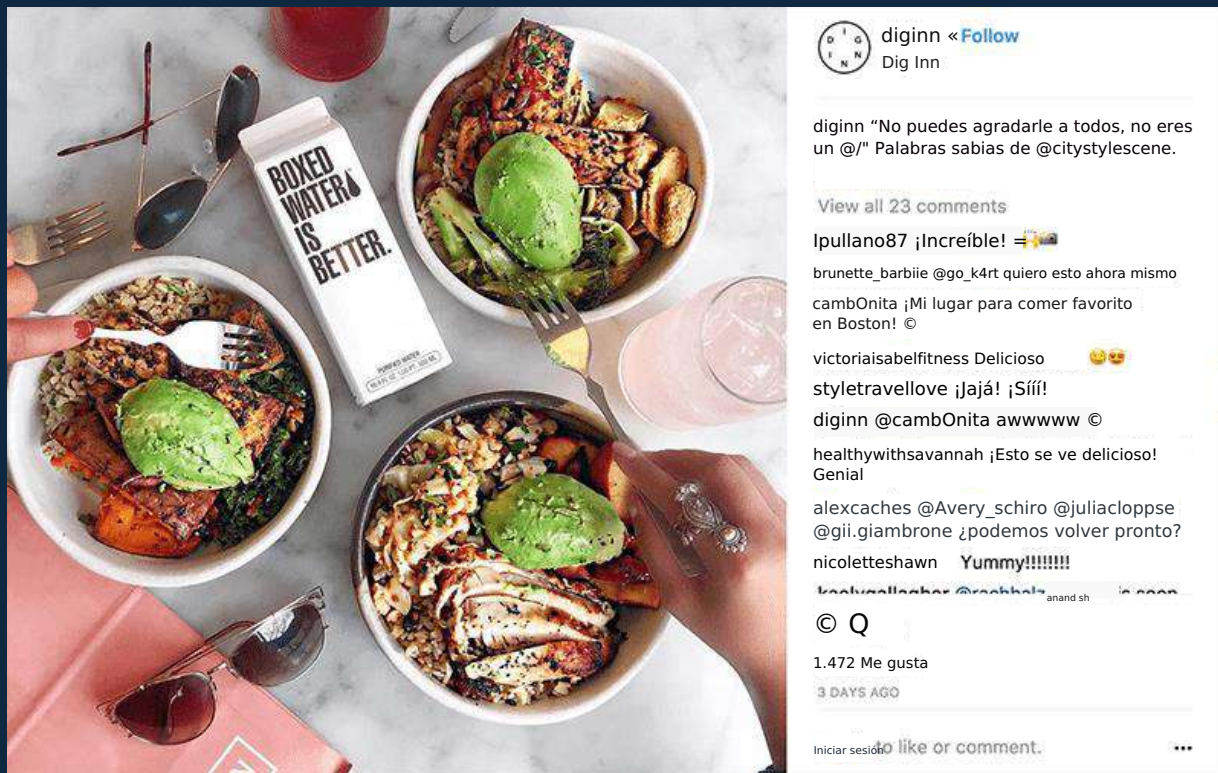 BOXED
WATER
IS
BETTER.
PURIFIED WATER
D I G I N N
diginn «Follow
Dig Inn
diginn “No puedes agradarle a todos, no eres
un @/" Palabras sabias de @citystylescene.
View all 23 comments
Ipullano87 ¡Increíble! =
brunette_barbiie @go_k4rt quiero esto ahora mismo
cambOnita ¡Mi lugar para comer favorito
en Boston! ©
victoriaisabelfitness Delicioso
styletravellove ¡Jajá! ¡Sííí!
diginn @cambOnita awwwww ©
healthywithsavannah ¡Esto se ve delicioso!
Genial
alexcaches @Avery_schiro @juliacloppse
@gii.giambrone ¿podemos volver pronto?
nicoletteshawn Yummy!!!!!!!!
anand sh
© Q
1.472 Me gusta
3 DAYS AGO
Iniciar sesión to like or comment.